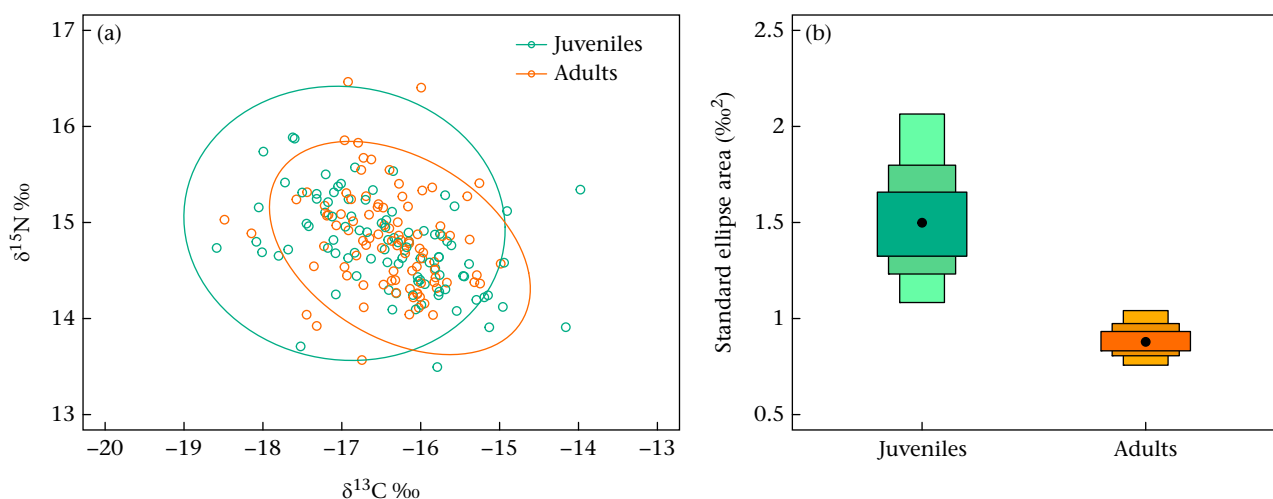 (a)
Juveniles
Adults
17
16
15
14
13
δ¹⁵N ‰
–20 –19 –18 –17 –16 –15 –14 –13
δ¹³C ‰
(b)
2.5
2
1.5
1
0.5
Standard ellipse area (‰²)
Juveniles Adults